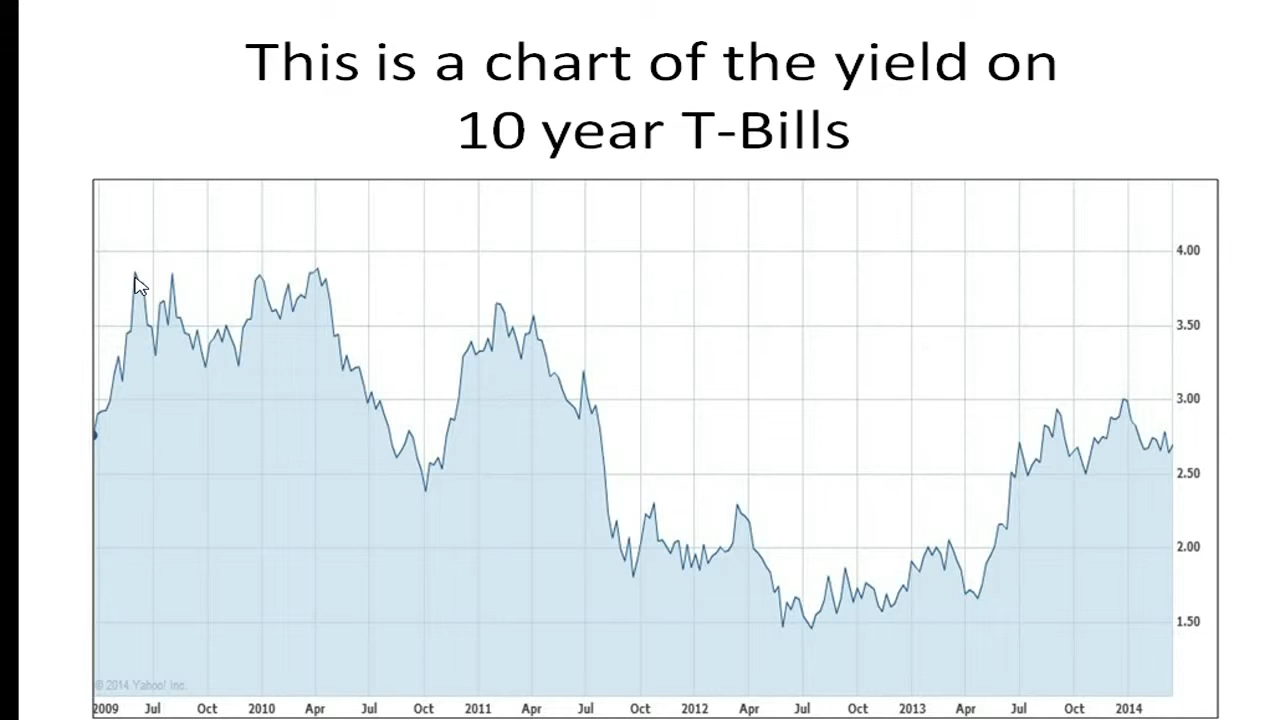 This is a chart of the yield on
10 year T-Bills
4.00
3.50
3.00
2.50
2.00
1.50
© 2014 Yahoo! Inc.
2009 Jul Oct 2010 Apr Jul Oct 2011 Apr Jul Oct 2012 Apr Jul Oct 2013 Apr Jul Oct 2014